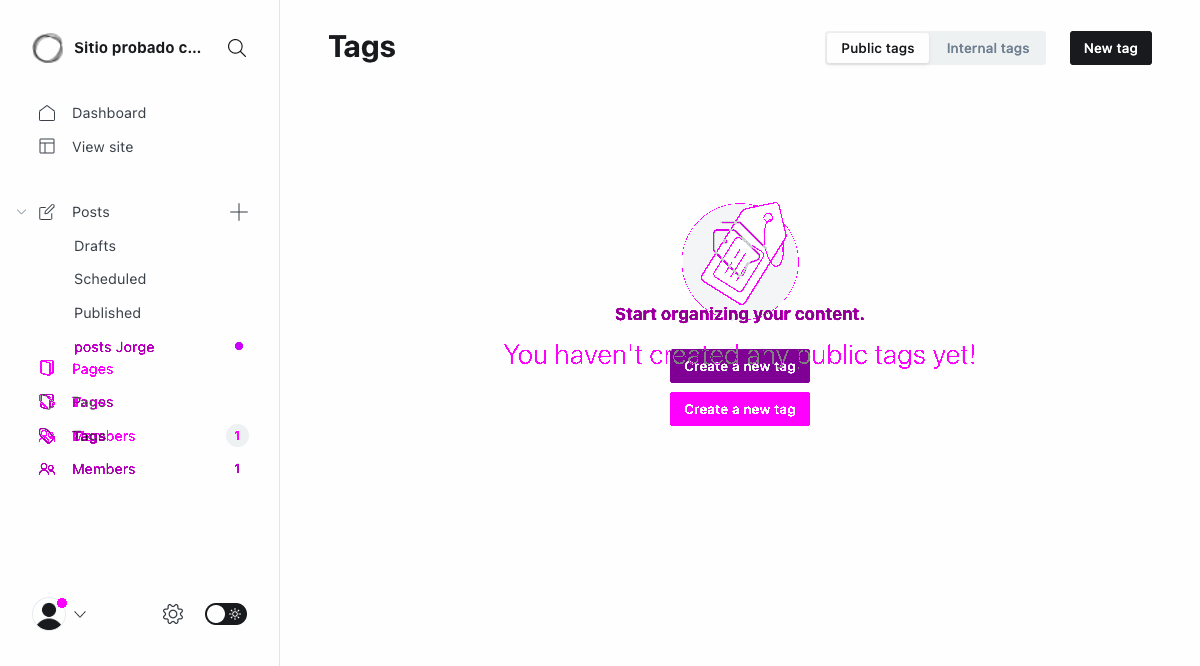 Sitio probado c...
Tags
Public tags
Internal tags
New tag
Dashboard
View site
Posts
Drafts
Scheduled
Published
posts Jorge
Pages
Pages
Tags
Tags
Members
1
Members
1
Start organizing your content.
You haven't created any public tags yet!
Create a new tag
Create a new tag